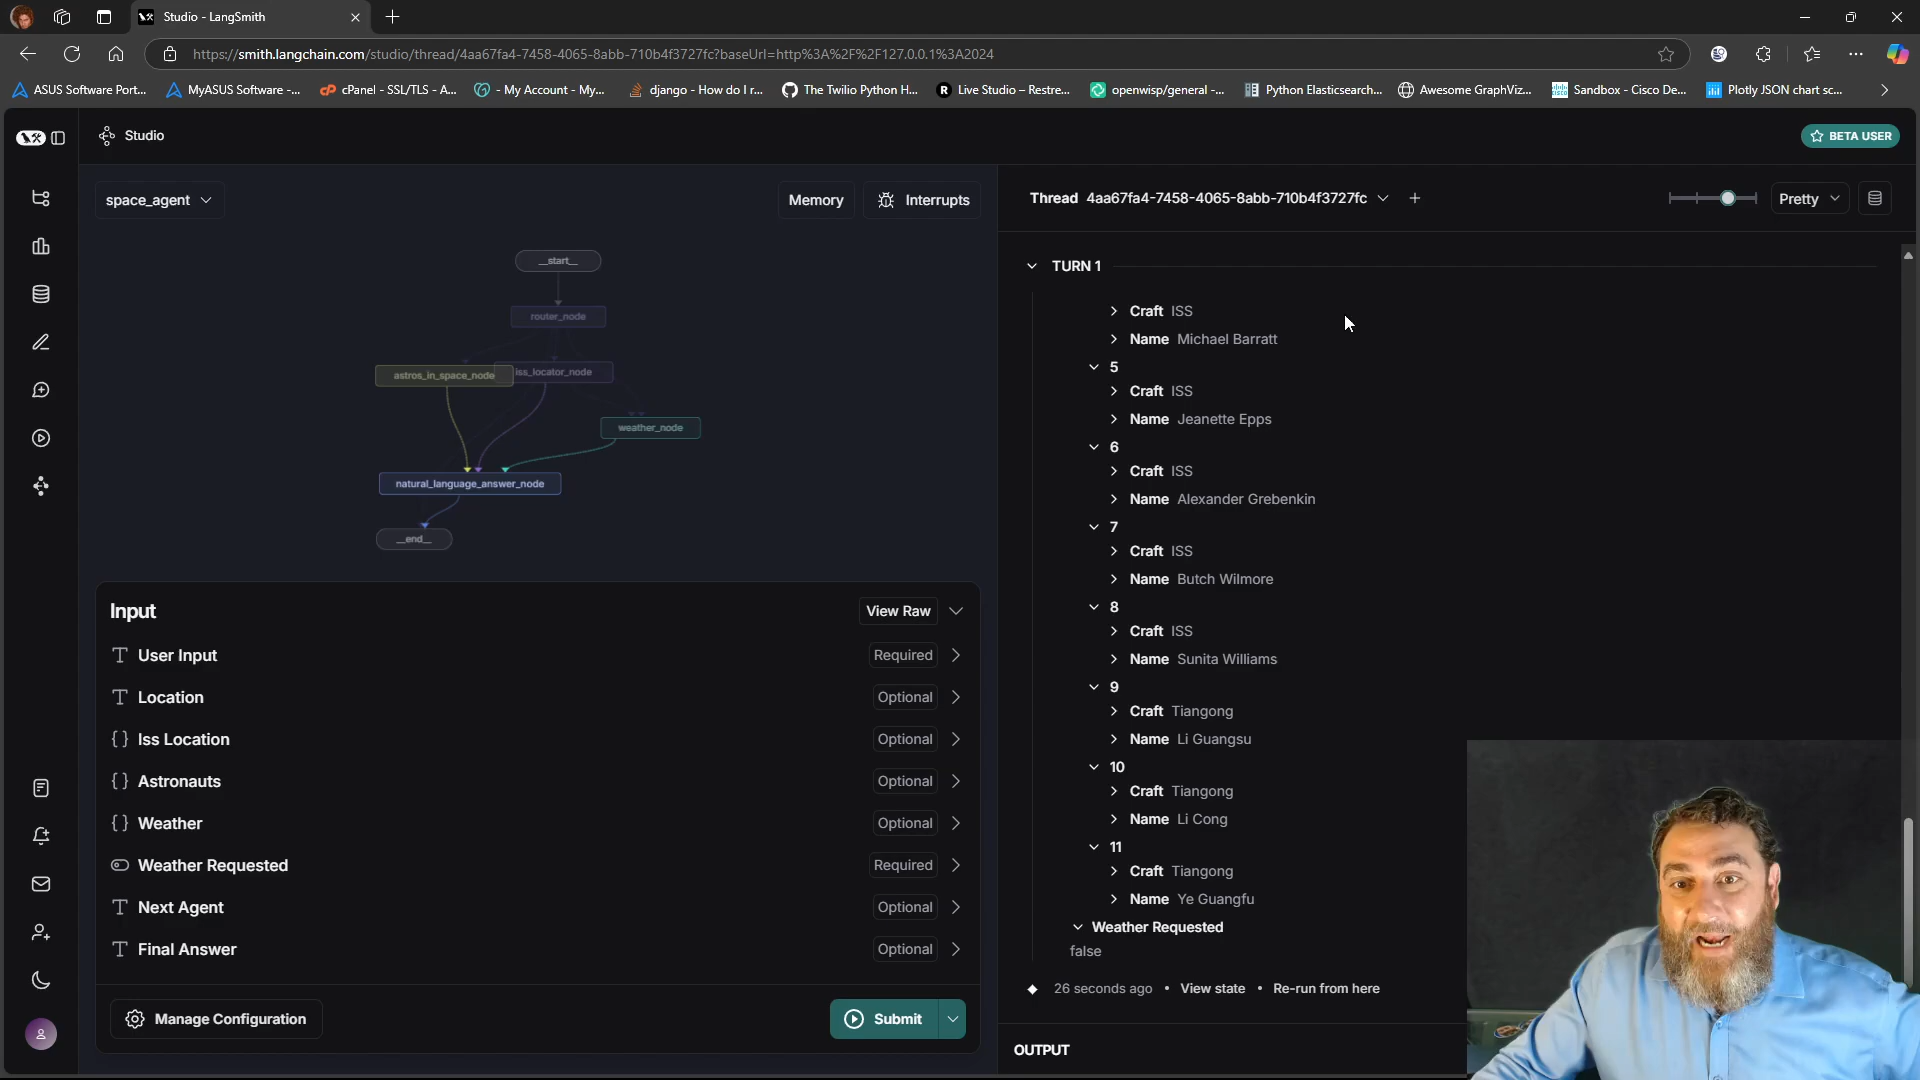 Studio - LangSmith
https://smith.langchain.com/studio/thread/4aa67fa4-7458-4065-8abb-710b4f3727fc?baseUrl=http%3A%2F%2F127.0.0.1%3A2024
ASUS Software Port...
MyASUS Software -...
cPanel - SSL/TLS - A...
- My Account - My...
django - How do I r...
The Twilio Python H...
Live Studio – Restre...
openwisp/general -...
Python Elasticsearch...
Awesome GraphViz...
Sandbox - Cisco De...
Plotly JSON chart sc...
Studio
BETA USER
space_agent
Memory
Interrupts
__start__
router_node
astros_in_space_node
iss_locator_node
weather_node
natural_language_answer_node
__end__
Input
View Raw
User Input
Required
Location
Optional
Iss Location
Optional
Astronauts
Optional
Weather
Optional
Weather Requested
Required
Next Agent
Optional
Final Answer
Optional
Manage Configuration
Submit
Thread 4aa67fa4-7458-4065-8abb-710b4f3727fc
Pretty
TURN 1
Craft ISS
Name Michael Barratt
5
Craft ISS
Name Jeanette Epps
6
Craft ISS
Name Alexander Grebenkin
7
Craft ISS
Name Butch Wilmore
8
Craft ISS
Name Sunita Williams
9
Craft Tiangong
Name Li Guangsu
10
Craft Tiangong
Name Li Cong
11
Craft Tiangong
Name Ye Guangfu
Weather Requested
false
26 seconds ago • View state • Re-run from here
OUTPUT